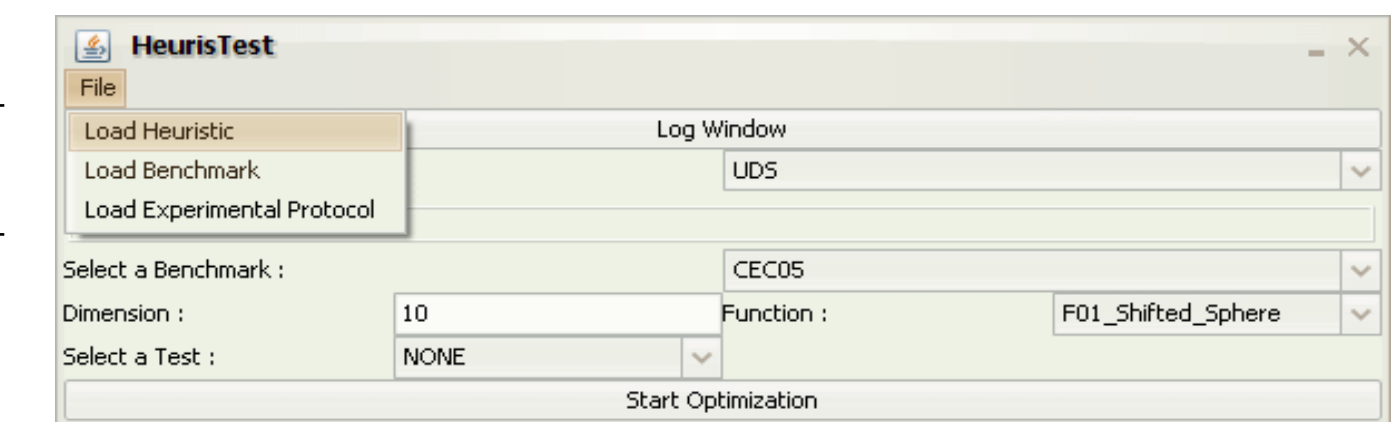 HeurisTest
File
Load Heuristic
Log Window
Load Benchmark
UDS
Load Experimental Protocol
Select a Benchmark :
CEC05
Dimension :
10
Function :
F01_Shifted_Sphere
Select a Test :
NONE
Start Optimization